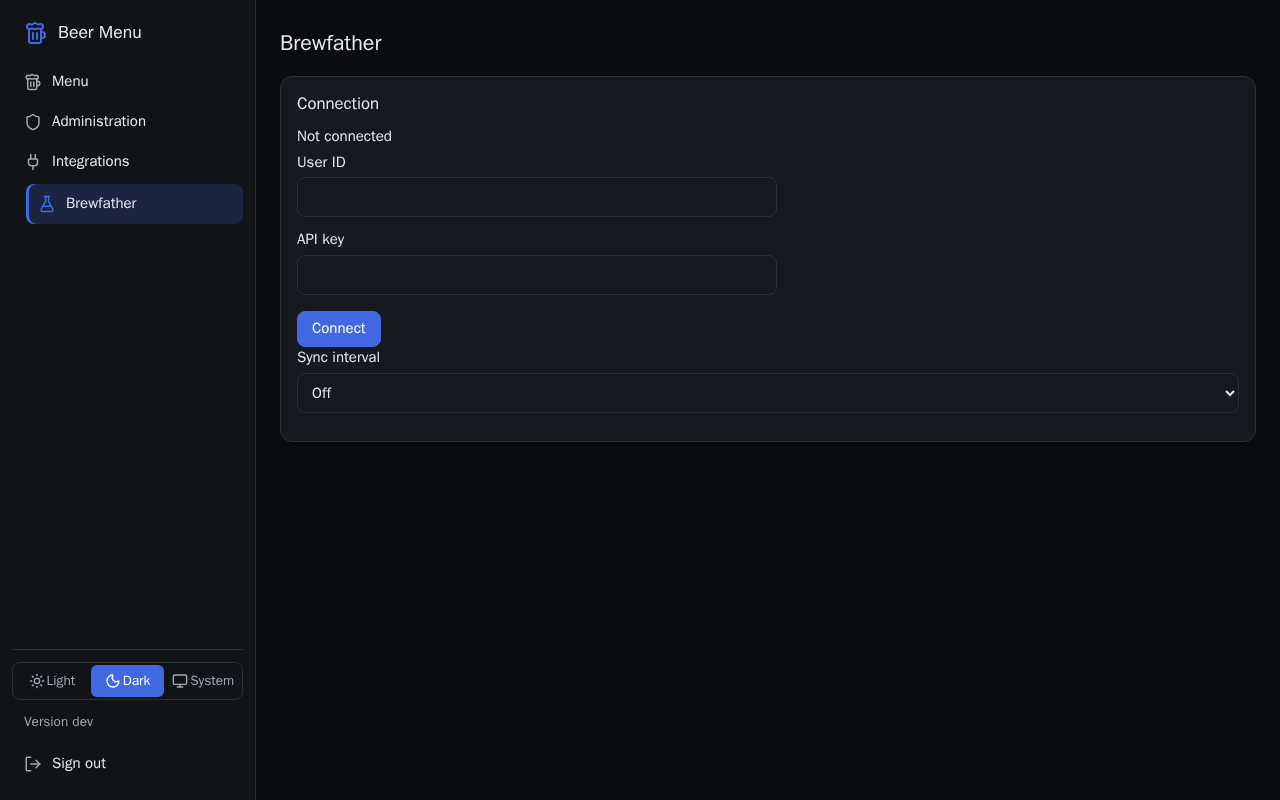 Beer Menu
Menu
Administration
Integrations
Brewfather
Light
Dark
System
Version dev
Sign out
Brewfather
Connection
Not connected
User ID
API key
Connect
Sync interval
Off